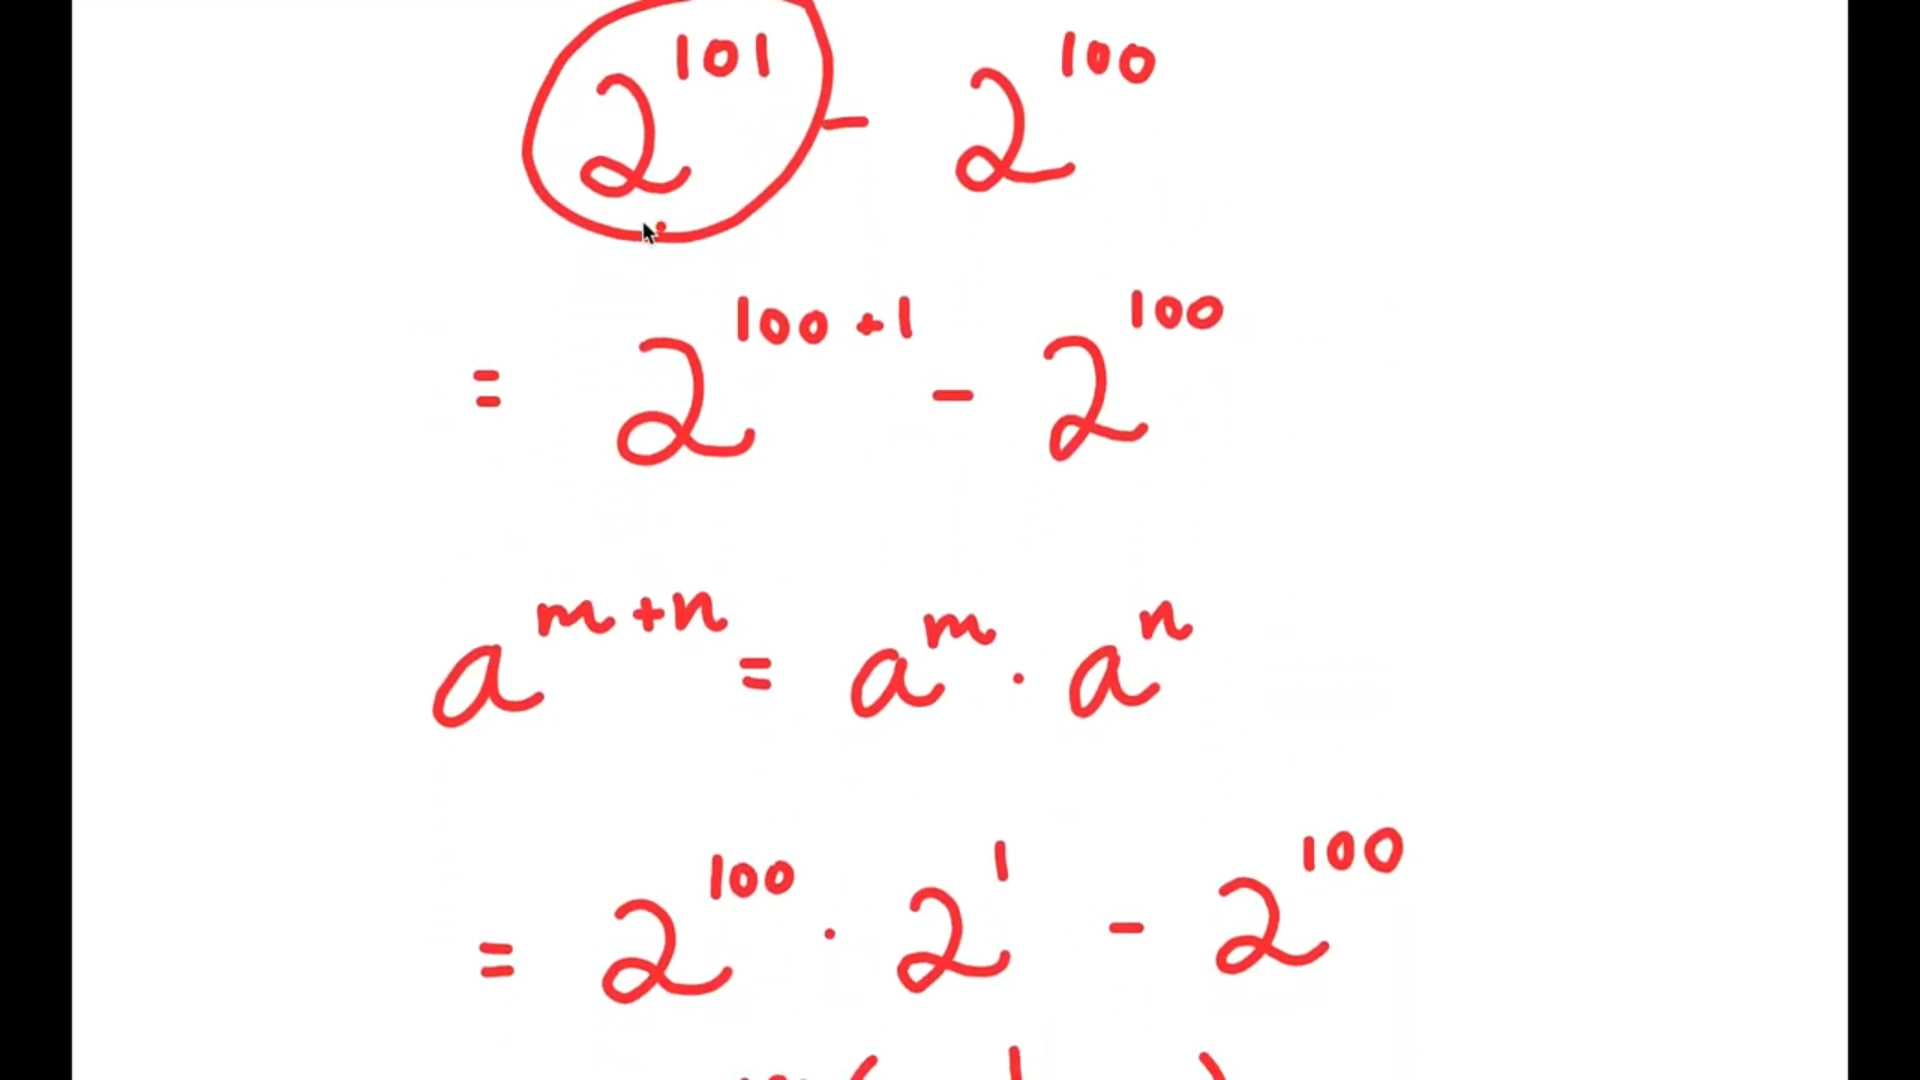 2^101 - 2^100
= 2^100+1 - 2^100
a^m+n = a^m · a^n
= 2^100 · 2^1 - 2^100